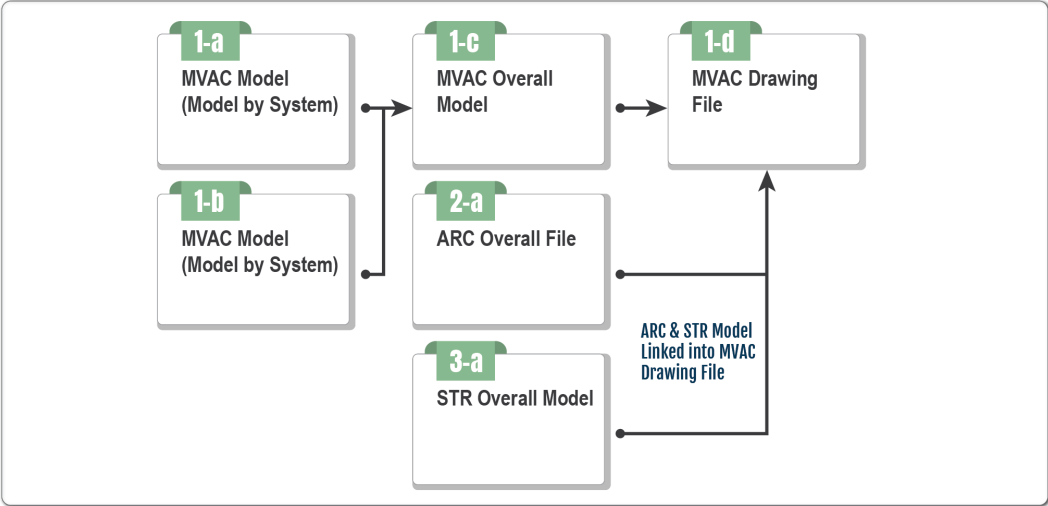 1-a
MVAC Model
(Model by System)
1-c
MVAC Overall
Model
1-d
MVAC Drawing
File
1-b
MVAC Model
(Model by System)
2-a
ARC Overall File
ARC & STR Model
Linked into MVAC
Drawing File
3-a
STR Overall Model